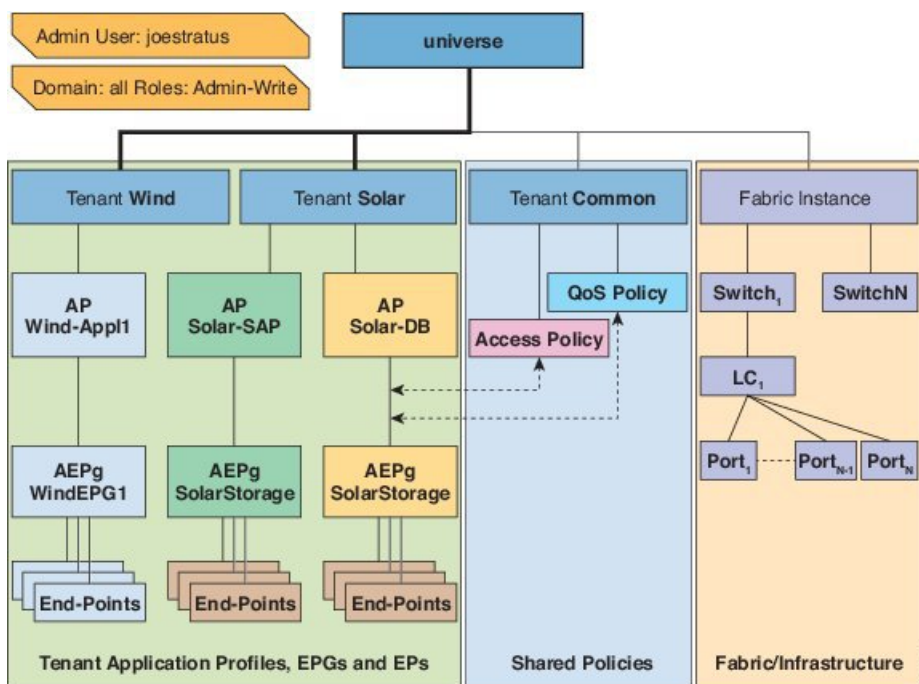 Admin User: joestratus
Domain: all Roles: Admin-Write
universe
Tenant Wind
Tenant Solar
Tenant Common
Fabric Instance
AP
Wind-Appl1
AP
Solar-SAP
AP
Solar-DB
QoS Policy
Access Policy
Switch₁
SwitchN
LC₁
Port₁
Port_N-1
Port_N
AEPg
WindEPG1
AEPg
SolarStorage
AEPg
SolarStorage
End-Points
End-Points
End-Points
Tenant Application Profiles, EPGs and EPs
Shared Policies
Fabric/Infrastructure